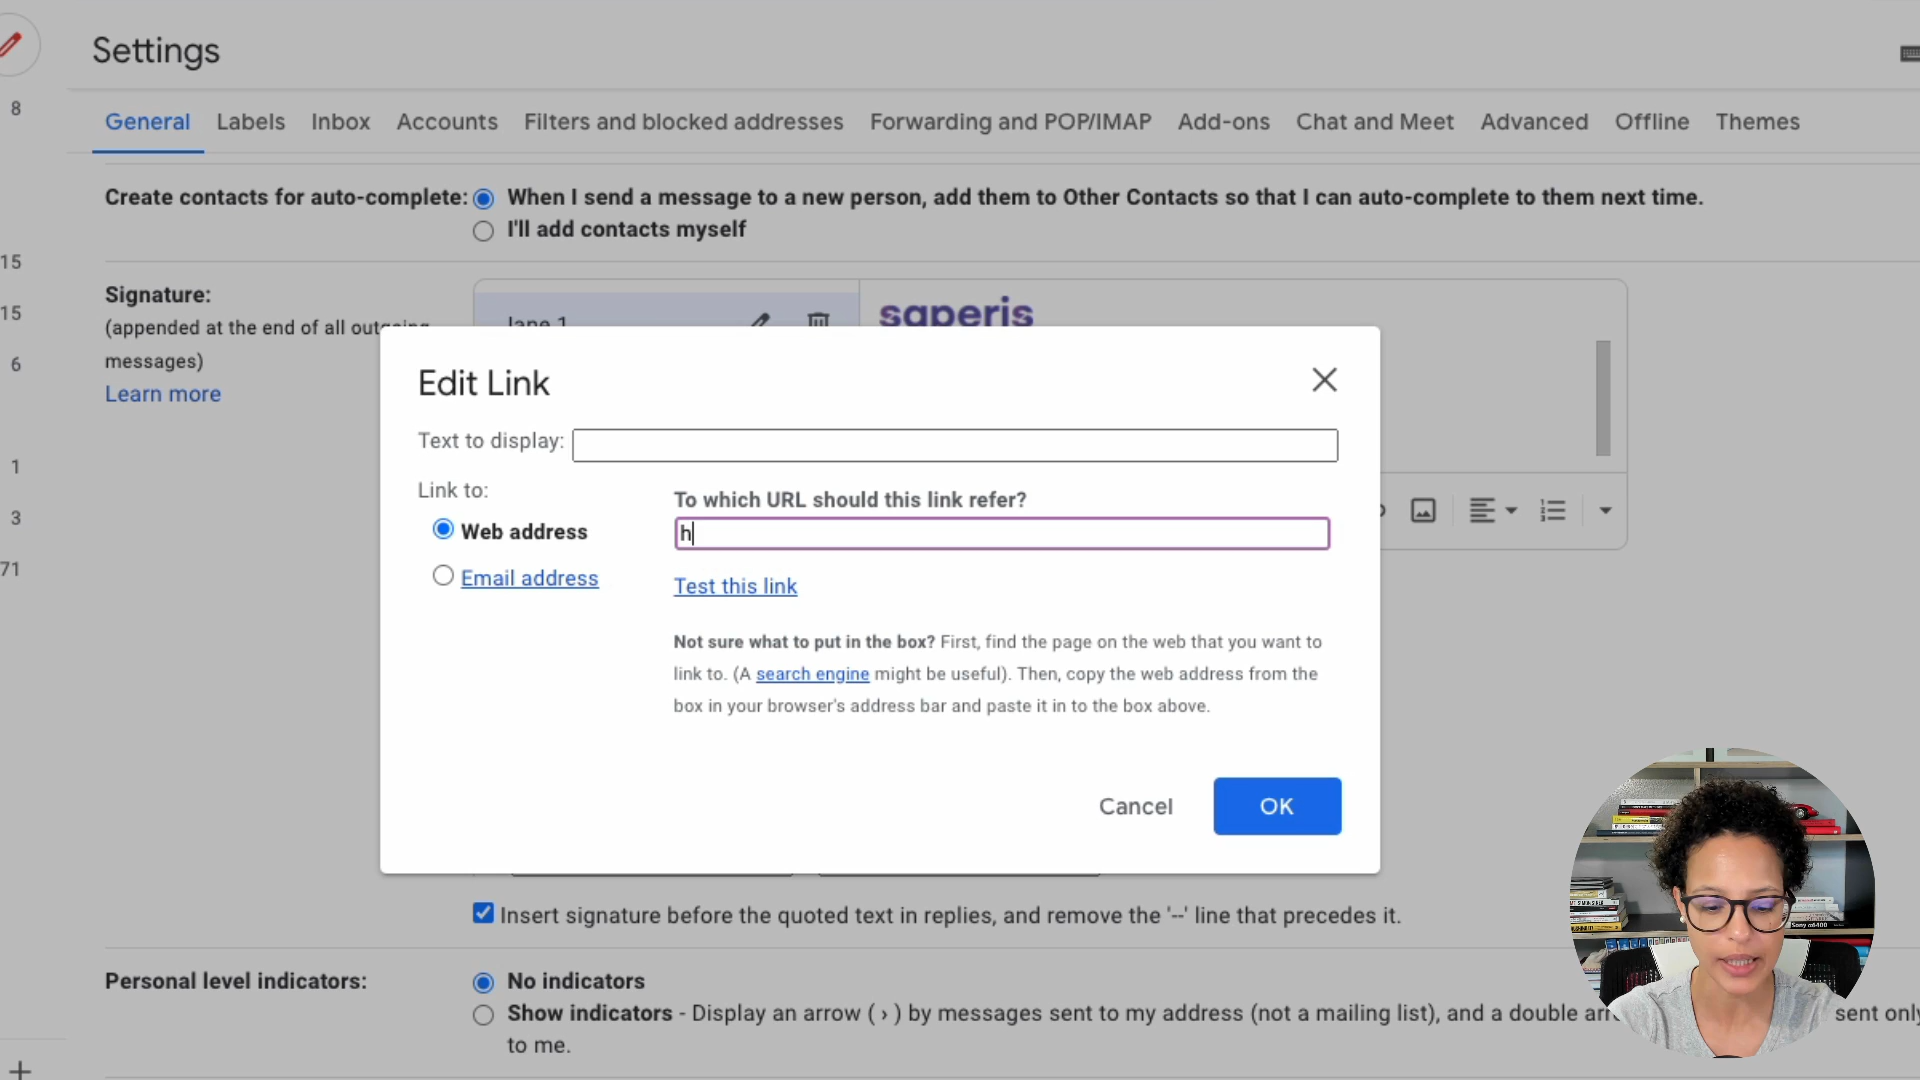 Settings
8
General Labels Inbox Accounts Filters and blocked addresses Forwarding and POP/IMAP Add-ons Chat and Meet Advanced Offline Themes
Create contacts for auto-complete: When I send a message to a new person, add them to Other Contacts so that I can auto-complete to them next time.
I'll add contacts myself
15
Signature:
saperis
15
(appended at the end of all outgoing
Jane 1
6
messages)
Learn more
Edit Link
Text to display:
1
Link to:
To which URL should this link refer?
3
Web address
h
71
Email address
Test this link
Not sure what to put in the box? First, find the page on the web that you want to
link to. (A search engine might be useful). Then, copy the web address from the
box in your browser's address bar and paste it in to the box above.
Cancel OK
Insert signature before the quoted text in replies, and remove the '--' line that precedes it.
Sony α6400
Personal level indicators: No indicators
Show indicators - Display an arrow ( › ) by messages sent to my address (not a mailing list), and a double arr sent only
to me.